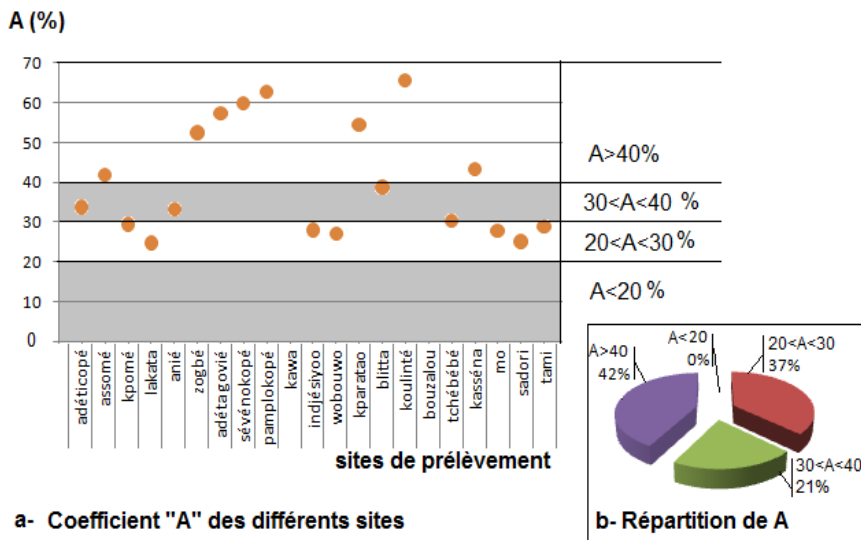 A (%)
70
60
50
40
30
20
10
0
A>40%
30<A<40 %
20<A<30 %
A<20 %
adéticopé
assomé
kpomé
lakata
anié
zogbé
adétagovié
sévénokopé
pamplokopé
kawa
indjésiyoo
wobouwo
kparatao
blitta
koulinté
bouzalou
tchébébé
kasséna
mo
sadori
tami
sites de prélèvement
a- Coefficient "A" des différents sites
A<20
0%
20<A<30
37%
A>40
42%
30<A<40
21%
b- Répartition de A